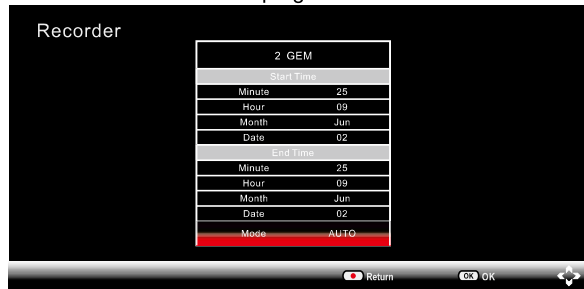 Recorder
2 GEM
Start Time
Minute 25
Hour 09
Month Jun
Date 02
End Time
Minute 25
Hour 09
Month Jun
Date 02
Mode AUTO
Return OK OK